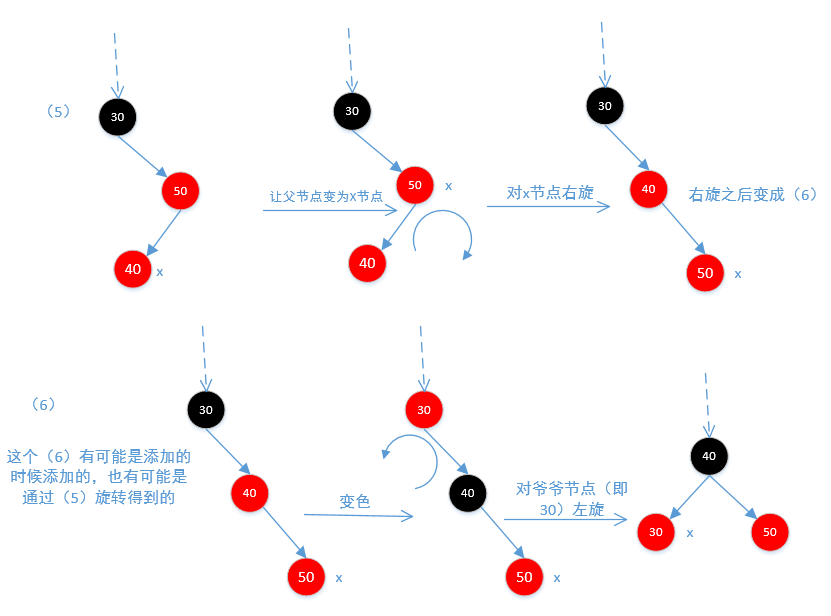 （5）
30
50
40
x
让父节点变为X节点
30
50
x
40
对x节点右旋
30
40
50
x
右旋之后变成（6）
（6）
这个（6）有可能是添加的
时候添加的，也有可能是
通过（5）旋转得到的
30
40
50
x
变色
30
40
50
x
对爷爷节点（即
30）左旋
40
30
x
50